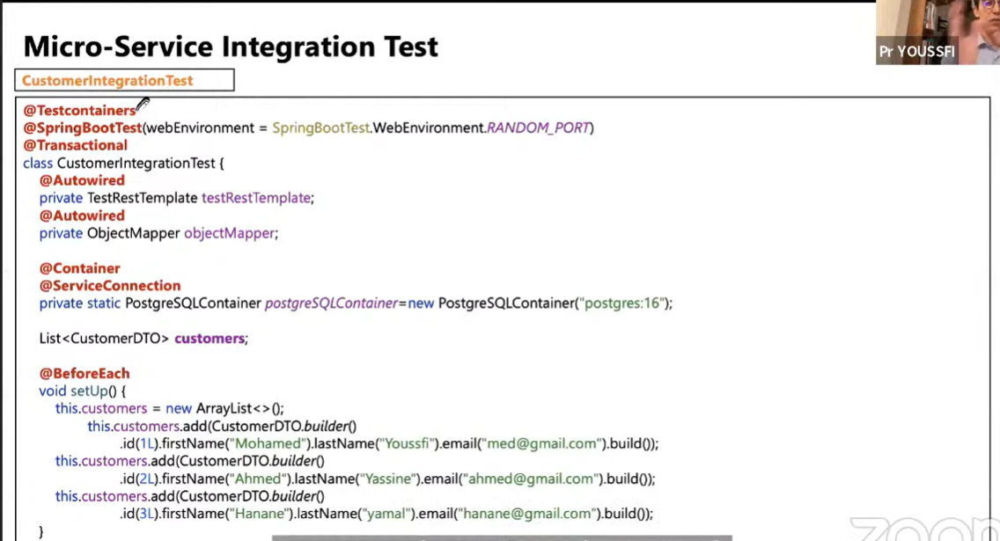 Micro-Service Integration Test
Pr YOUSSFI
CustomerIntegrationTest
@Testcontainers
@SpringBootTest(webEnvironment = SpringBootTest.WebEnvironment.RANDOM_PORT)
@Transactional
class CustomerIntegrationTest {
@Autowired
private TestRestTemplate testRestTemplate;
@Autowired
private ObjectMapper objectMapper;
@Container
@ServiceConnection
private static PostgreSQLContainer postgreSQLContainer=new PostgreSQLContainer("postgres:16");
List<CustomerDTO> customers;
@BeforeEach
void setUp() {
this.customers = new ArrayList<>();
this.customers.add(CustomerDTO.builder()
.id(1L).firstName("Mohamed").lastName("Youssfi").email("med@gmail.com").build());
this.customers.add(CustomerDTO.builder()
.id(2L).firstName("Ahmed").lastName("Yassine").email("ahmed@gmail.com").build());
this.customers.add(CustomerDTO.builder()
.id(3L).firstName("Hanane").lastName("yamal").email("hanane@gmail.com").build());
}
zoom